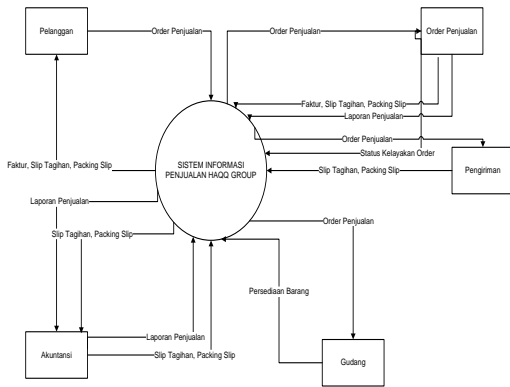 Pelanggan
Order Penjualan
Order Penjualan
Order Penjualan
Faktur, Slip Tagihan, Packing Slip
Laporan Penjualan
Order Penjualan
SISTEM INFORMASI
PENJUALAN HAQQ GROUP
Status Kelayakan Order
Faktur, Slip Tagihan, Packing Slip
Slip Tagihan, Packing Slip
Pengiriman
Laporan Penjualan
Order Penjualan
Slip Tagihan, Packing Slip
Persediaan Barang
Laporan Penjualan
Akuntansi
Slip Tagihan, Packing Slip
Gudang